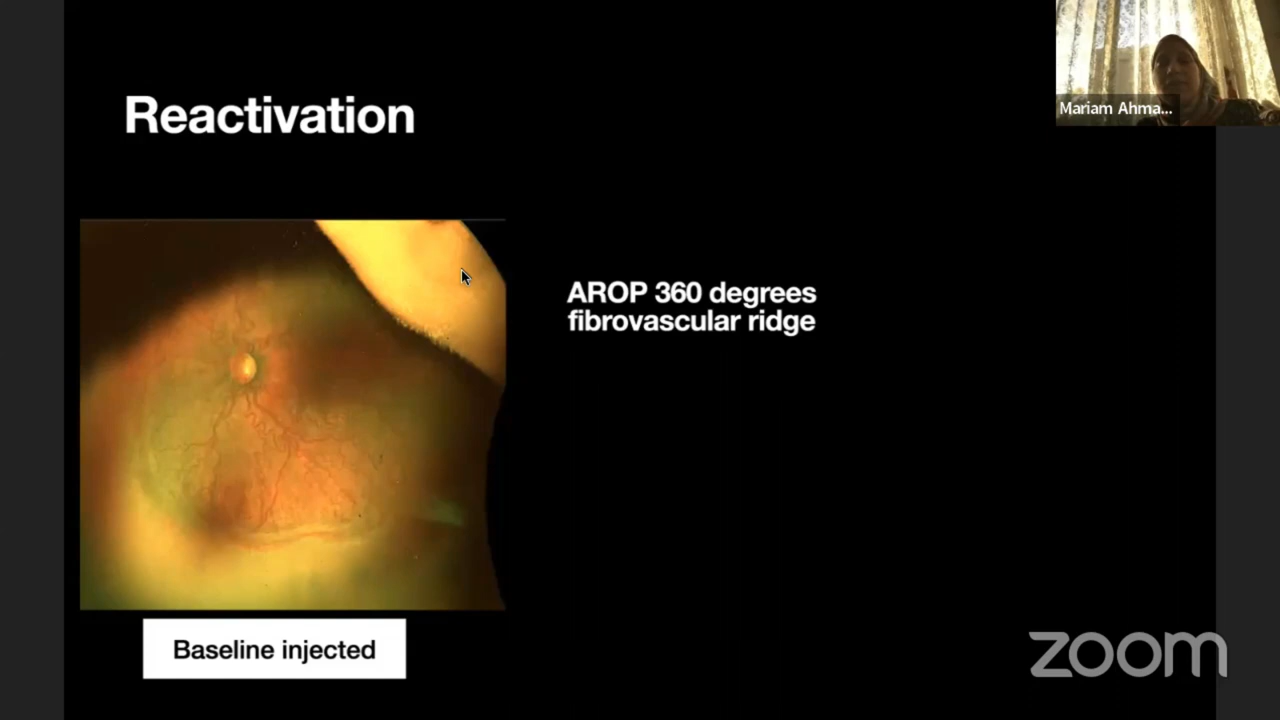 Reactivation
Mariam Ahma...
AROP 360 degrees
fibrovascular ridge
Baseline injected
zoom